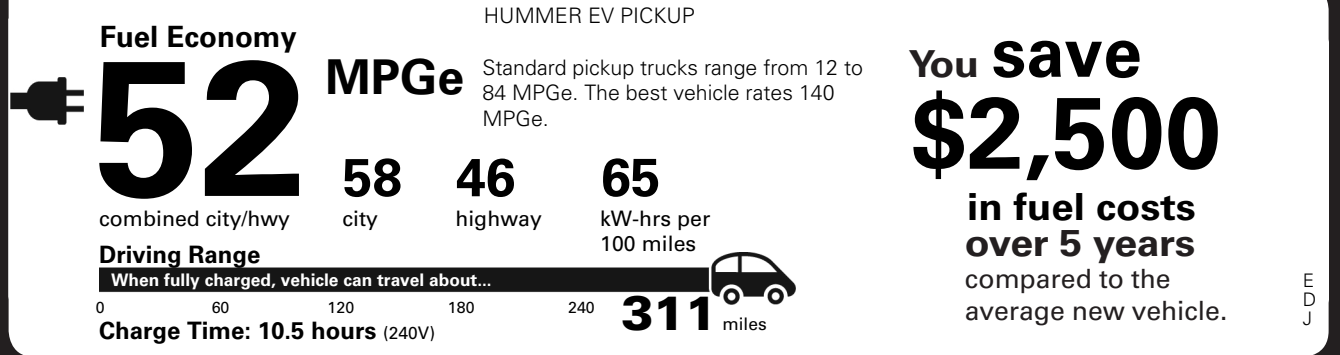 HUMMER EV PICKUP
Fuel Economy
52
MPGe
Standard pickup trucks range from 12 to
84 MPGe. The best vehicle rates 140
MPGe.
58
46
65
combined city/hwy
city
highway
kW-hrs per
100 miles
Driving Range
When fully charged, vehicle can travel about...
0 60 120 180 240 311 miles
Charge Time: 10.5 hours (240V)
You save
$2,500
in fuel costs
over 5 years
compared to the
average new vehicle.
E
D
J